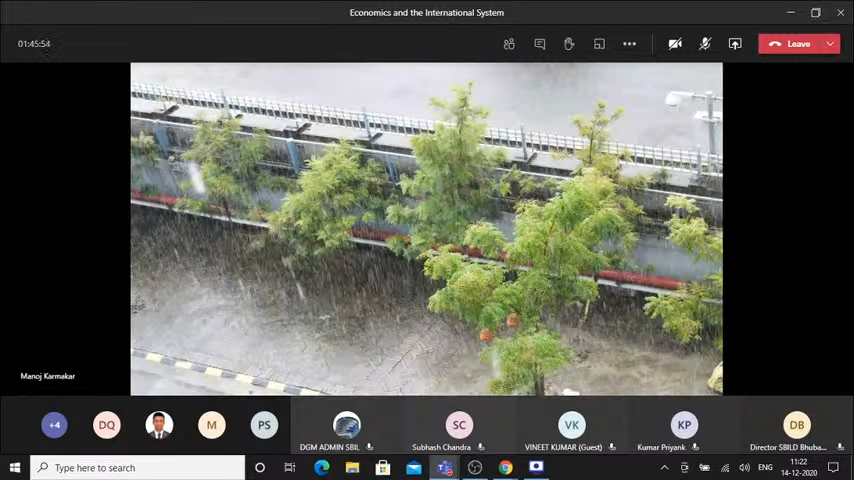 Economics and the International System
01:45:54
Leave
Manoj Karmakar
+4
DQ
M
PS
SC
VK
KP
DB
DGM ADMIN SBIL
Subhash Chandra
VINEET KUMAR (Guest)
Kumar Priyank
Director SBILD Bhuba...
Type here to search
ENG
11:22
14-12-2020